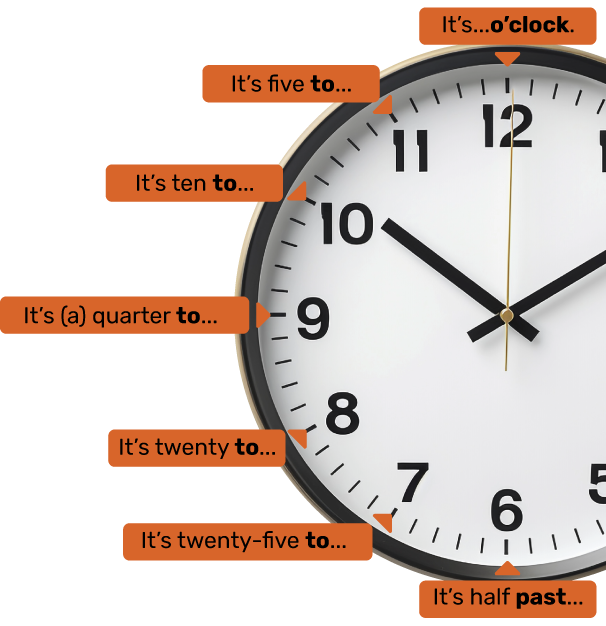 It's...o'clock.
It's five to...
It's ten to...
It's (a) quarter to...
It's twenty to...
It's twenty-five to...
It's half past...
12
11
10
9
8
7
6
5